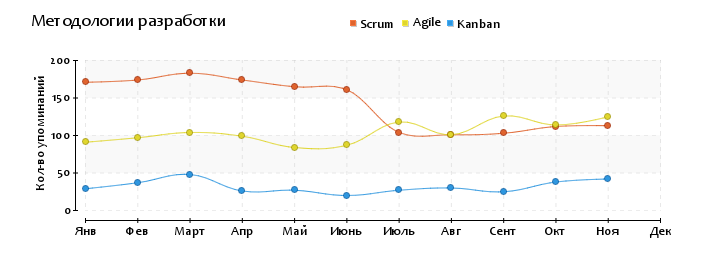 Методологии разработки
Scrum Agile Kanban
Кол-во упоминаний
200
150
100
50
0
Янв Фев Март Апр Май Июнь Июль Авг Сент Окт Ноя Дек